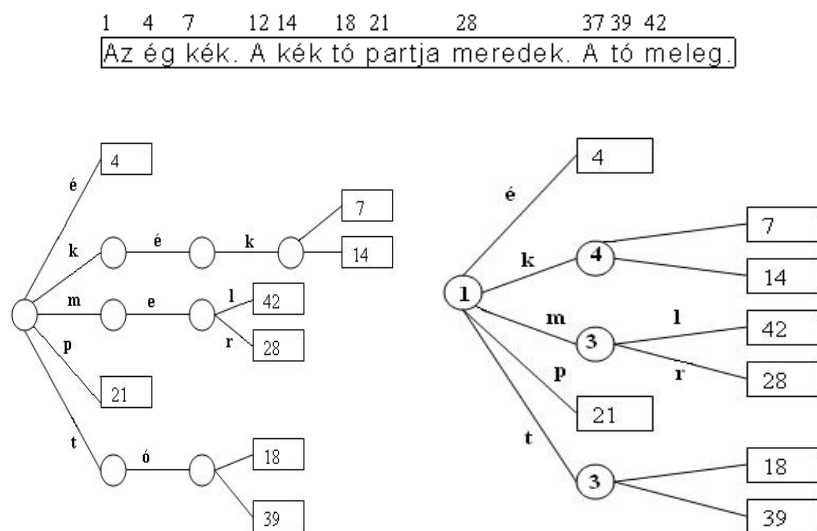 1 4 7 12 14 18 21 28 37 39 42
Az ég kék. A kék tó partja meredek. A tó meleg.
é
4
k
é
k
7
14
m
e
l
42
r
28
p
21
t
ó
18
39
1
é
4
k
4
7
14
m
3
l
42
r
28
p
21
t
3
18
39